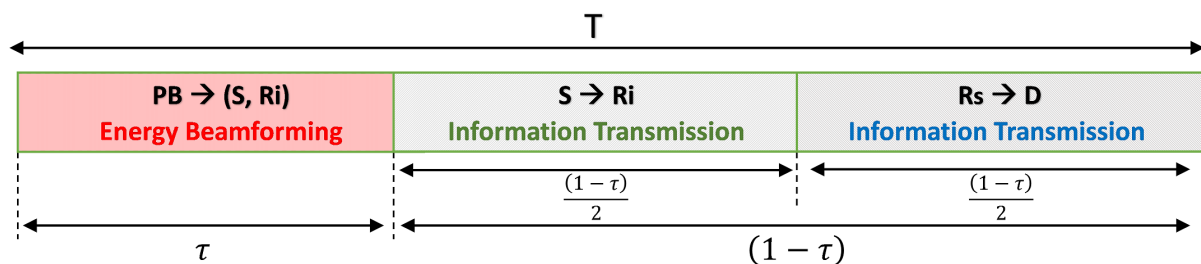 T
PB → (S, Ri)
Energy Beamforming
S → Ri
Information Transmission
Rs → D
Information Transmission
(1 − τ)
2
(1 − τ)
2
τ
(1 − τ)